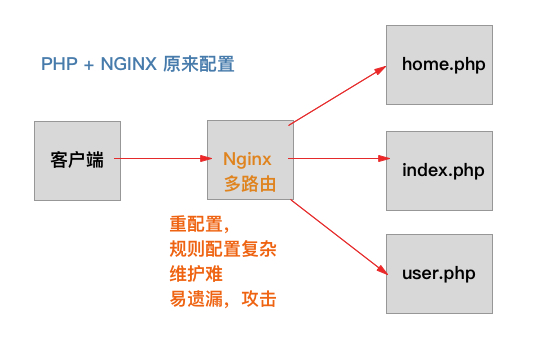 PHP + NGINX 原来配置
home.php
客户端
Nginx
多路由
index.php
重配置，
规则配置复杂
维护难
易遗漏，攻击
user.php